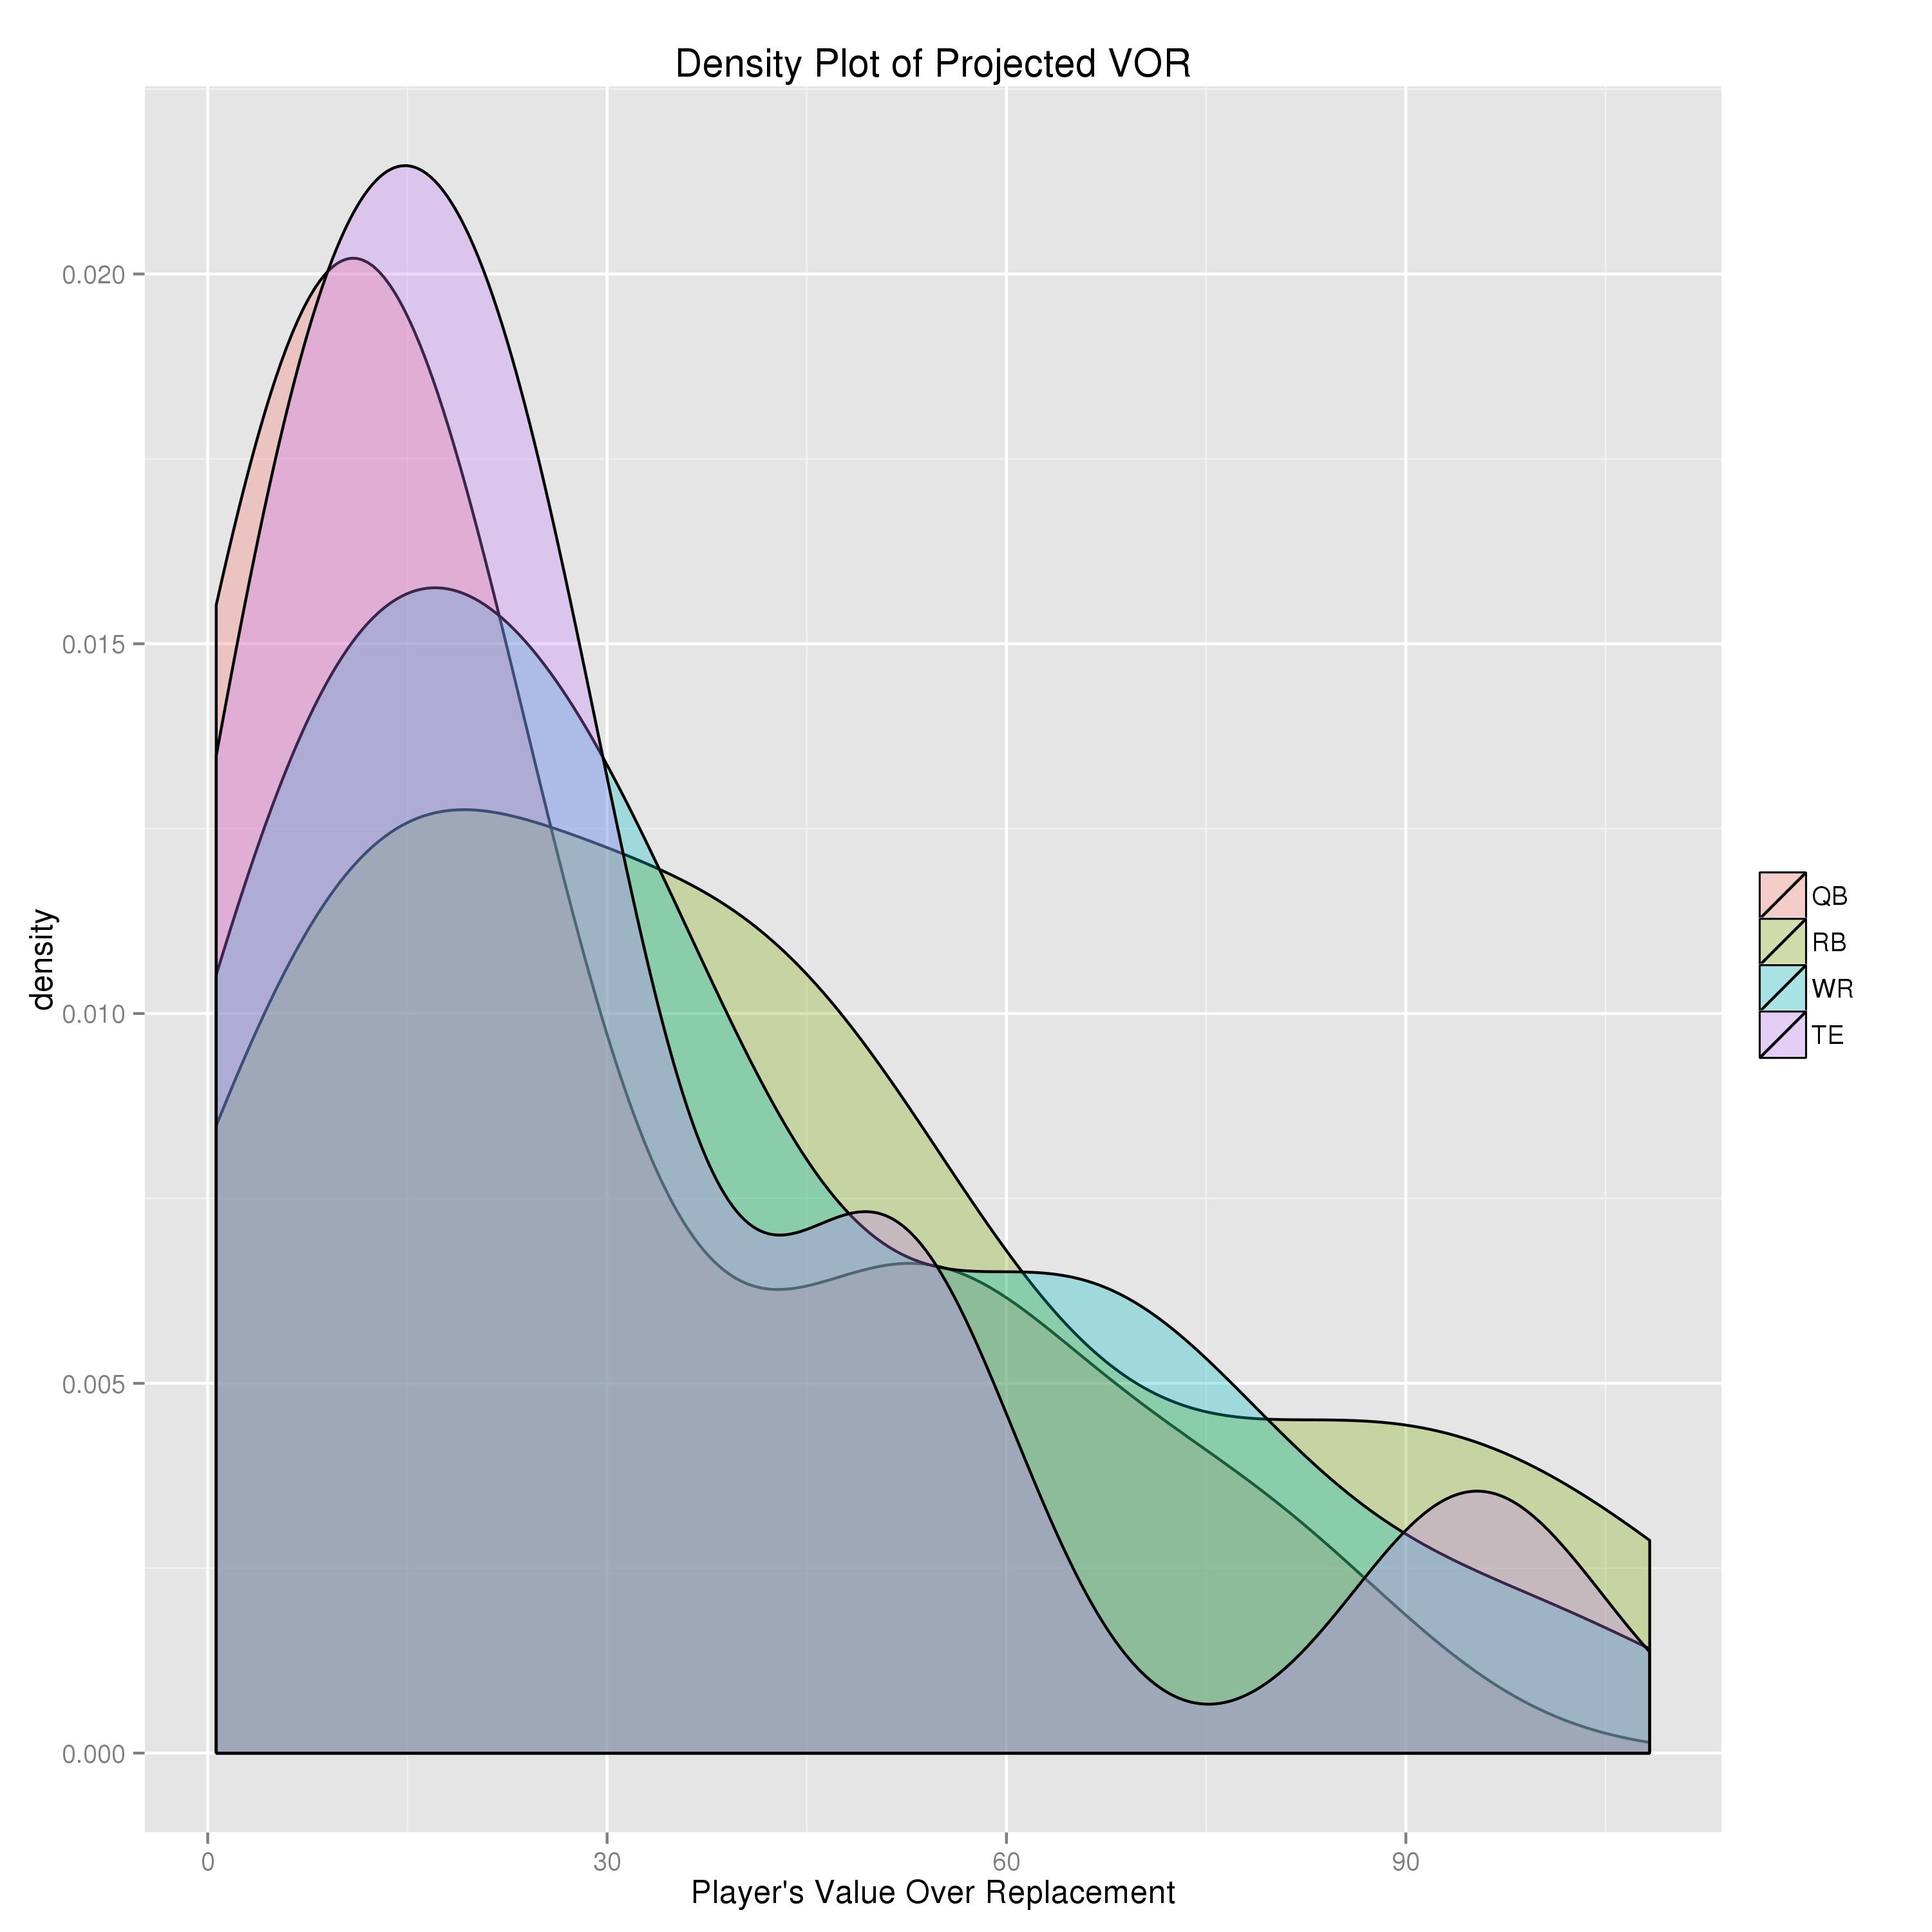 Density Plot of Projected VOR
density
0.020
0.015
0.010
0.005
0.000
0
30
60
90
Player's Value Over Replacement
QB
RB
WR
TE